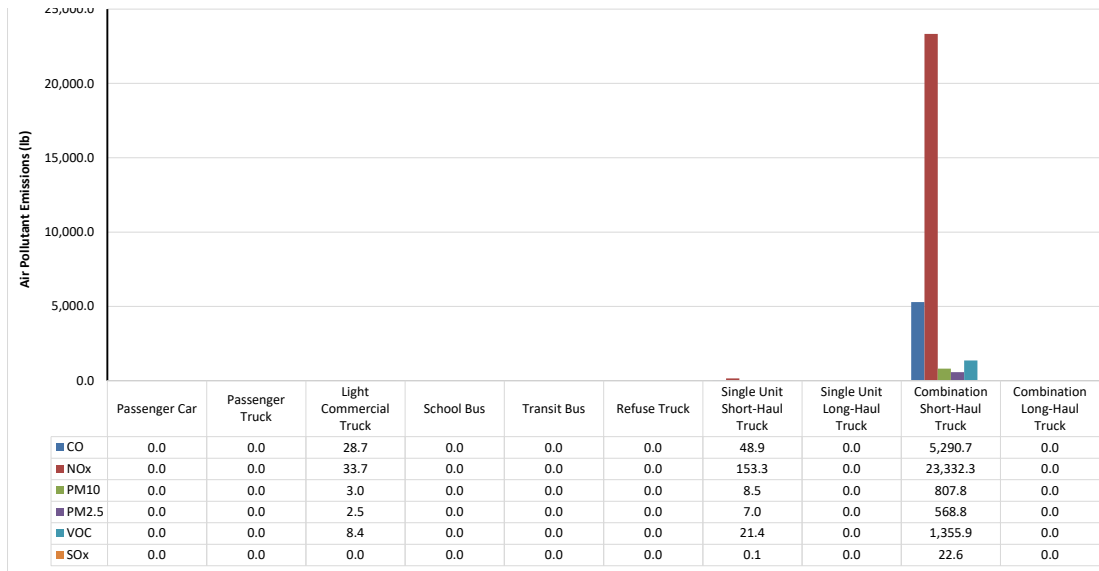 25,000.0
20,000.0
15,000.0
10,000.0
5,000.0
0.0
Air Pollutant Emissions (lb)
Passenger Car
Passenger
Truck
Light
Commercial
Truck
School Bus
Transit Bus
Refuse Truck
Single Unit
Short-Haul
Truck
Single Unit
Long-Haul
Truck
Combination
Short-Haul
Truck
Combination
Long-Haul
Truck
CO 0.0 0.0 28.7 0.0 0.0 0.0 48.9 0.0 5,290.7 0.0
NOx 0.0 0.0 33.7 0.0 0.0 0.0 153.3 0.0 23,332.3 0.0
PM10 0.0 0.0 3.0 0.0 0.0 0.0 8.5 0.0 807.8 0.0
PM2.5 0.0 0.0 2.5 0.0 0.0 0.0 7.0 0.0 568.8 0.0
VOC 0.0 0.0 8.4 0.0 0.0 0.0 21.4 0.0 1,355.9 0.0
SOx 0.0 0.0 0.0 0.0 0.0 0.0 0.1 0.0 22.6 0.0